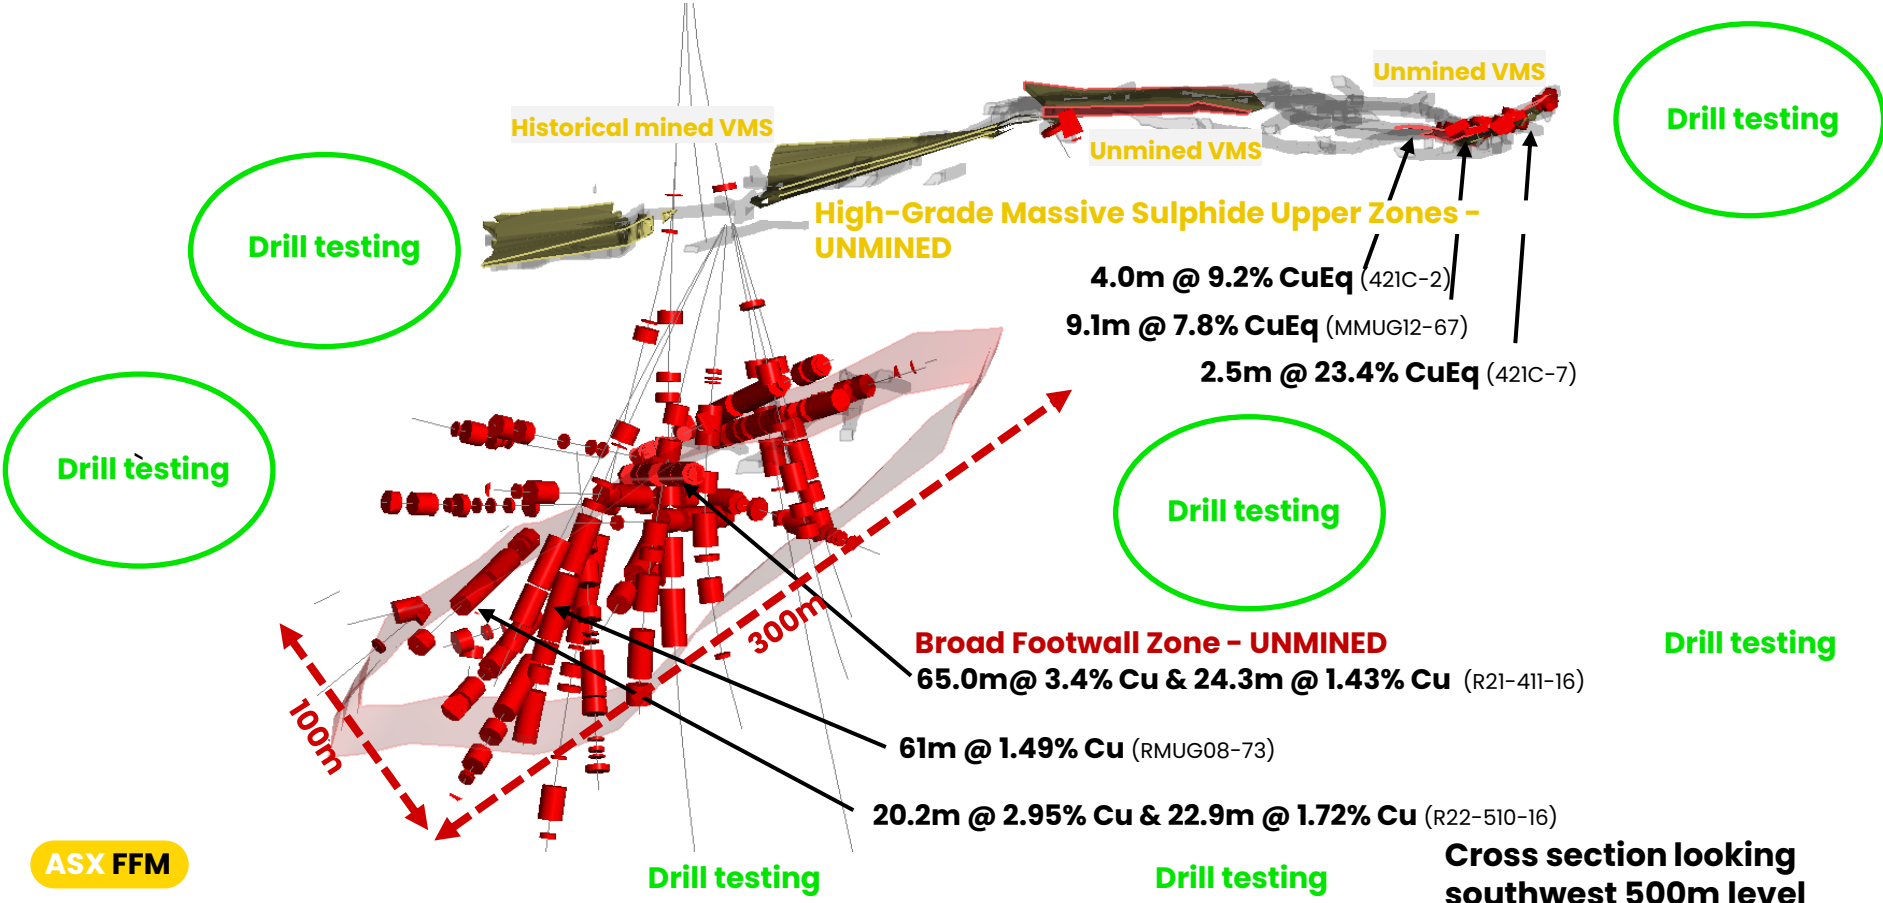 Unmined VMS
Drill testing
Historical mined VMS
Unmined VMS
High-Grade Massive Sulphide Upper Zones -
UNMINED
Drill testing
4.0m @ 9.2% CuEq (421C-2)
9.1m @ 7.8% CuEq (MMUG12-67)
2.5m @ 23.4% CuEq (421C-7)
Drill testing
Drill testing
300m
Broad Footwall Zone - UNMINED
Drill testing
65.0m@ 3.4% Cu & 24.3m @ 1.43% Cu (R21-411-16)
100m
61m @ 1.49% Cu (RMUG08-73)
20.2m @ 2.95% Cu & 22.9m @ 1.72% Cu (R22-510-16)
ASX FFM
Drill testing
Drill testing
Cross section looking
southwest 500m level